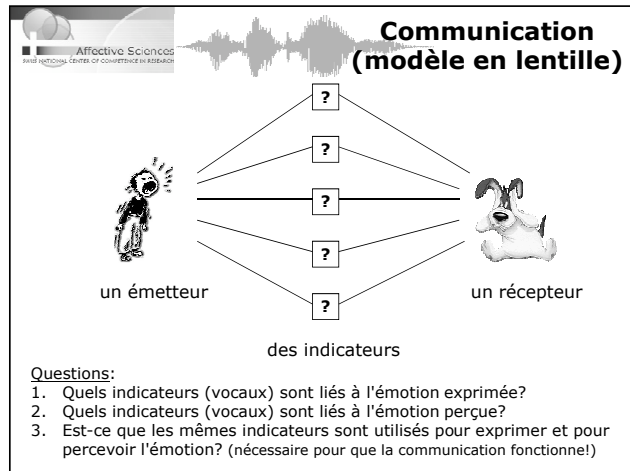 Affective Sciences
SWISS NATIONAL CENTER OF COMPETENCE IN RESEARCH
Communication
(modèle en lentille)
?
?
?
?
?
un émetteur
un récepteur
des indicateurs
Questions:
1. Quels indicateurs (vocaux) sont liés à l'émotion exprimée?
2. Quels indicateurs (vocaux) sont liés à l'émotion perçue?
3. Est-ce que les mêmes indicateurs sont utilisés pour exprimer et pour
percevoir l'émotion? (nécessaire pour que la communication fonctionne!)